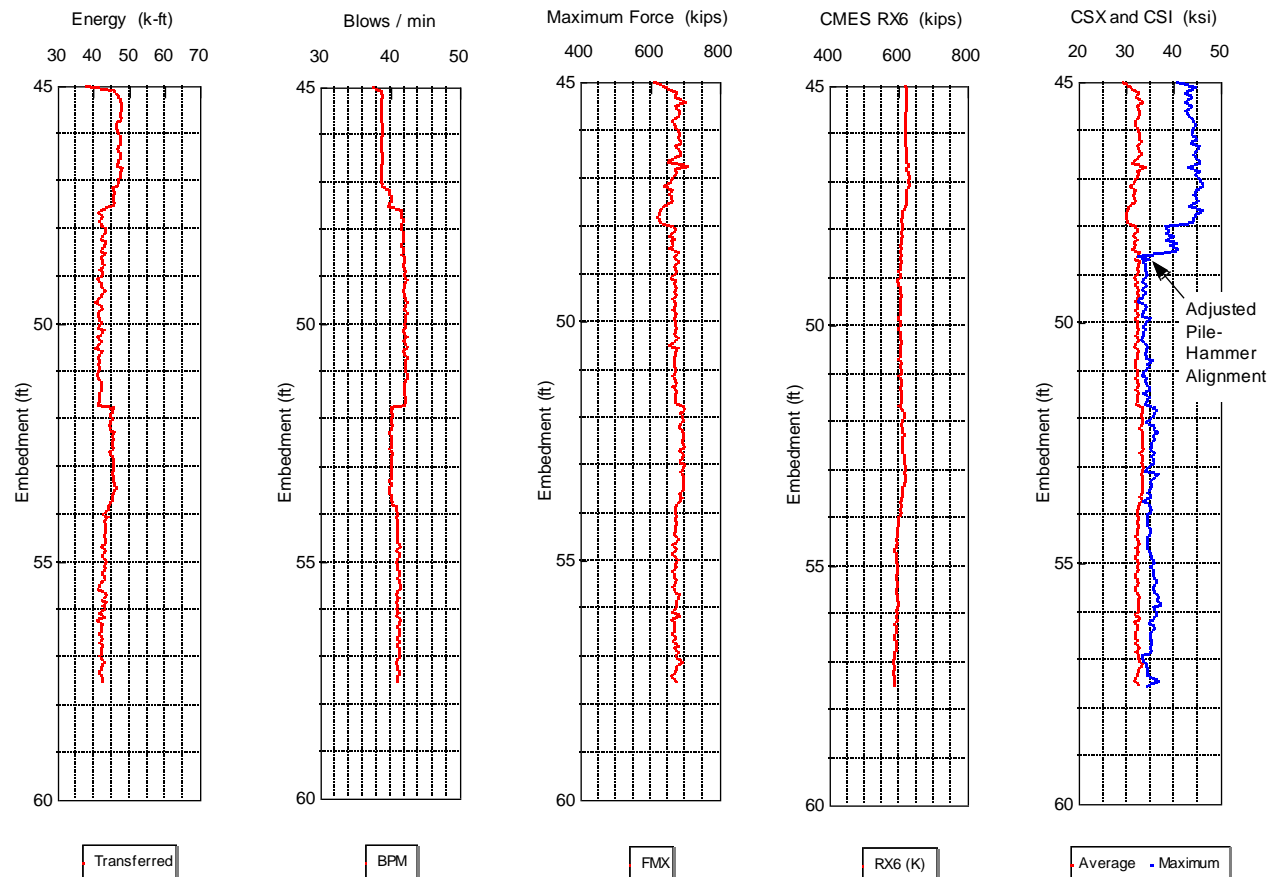 Energy (k-ft)
Blows / min
Maximum Force (kips)
CMES RX6 (kips)
CSX and CSI (ksi)
30 40 50 60 70
30 40 50
400 600 800
400 600 800
20 30 40 50
45
50
55
60
Embedment (ft)
45
50
55
60
Embedment (ft)
45
50
55
60
Embedment (ft)
45
50
55
60
Embedment (ft)
45
50
55
60
Embedment (ft)
Adjusted
Pile-
Hammer
Alignment
Transferred
BPM
FMX
RX6 (K)
Average Maximum